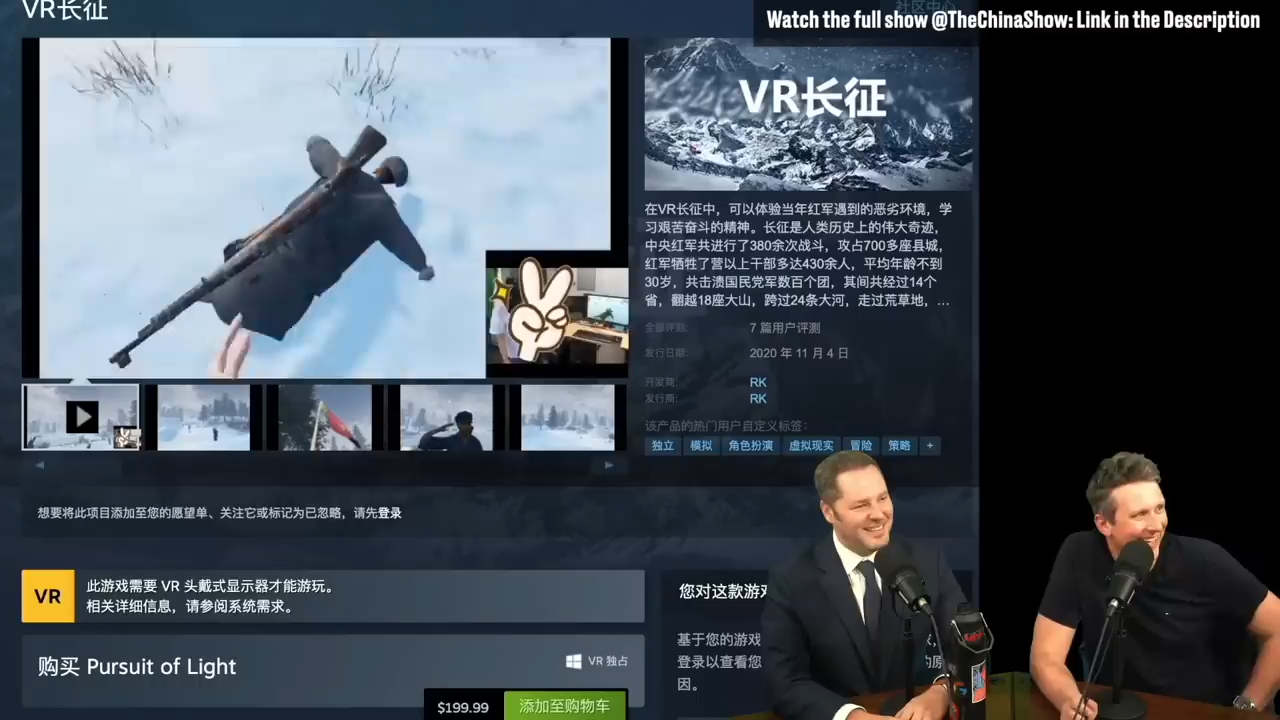 VR长征
社区中心
Watch the full show @TheChinaShow: Link in the Description
VR长征
在VR长征中，可以体验当年红军遇到的恶劣环境，学
习艰苦奋斗的精神。长征是人类历史上的伟大奇迹，
中央红军共进行了380余次战斗，攻占700多座县城，
红军牺牲了营以上干部多达430余人，平均年龄不到
30岁，共击溃国民党军数百个团，其间共经过14个
省，翻越18座大山，跨过24条大河，走过荒草地，...
全部评测: 7 篇用户评测
发行日期: 2020 年 11 月 4 日
开发商: RK
发行商: RK
该产品的热门用户自定义标签:
独立 模拟 角色扮演 虚拟现实 冒险 策略 +
想要将此项目添加至您的愿望单、关注它或标记为已忽略，请先登录
VR
此游戏需要 VR 头戴式显示器才能游玩。
相关详细信息，请参阅系统需求。
您对这款游戏
基于您的游戏
登录以查看您
的原
因。
购买 Pursuit of Light
VR 独占
$199.99
添加至购物车